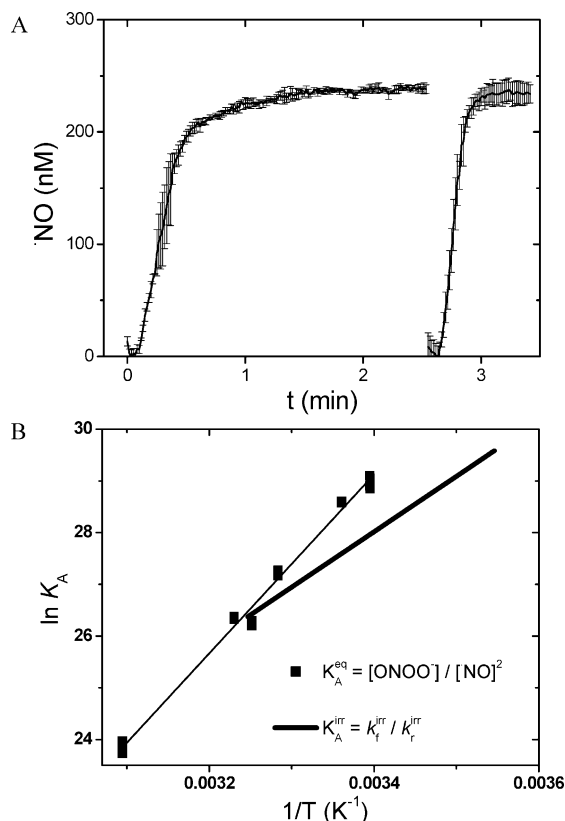 A
300
200
100
0
˙NO (nM)
0 1 2 3
t (min)
B
30
28
26
24
ln K_A
K_A^eq = [ONOO⁻] / [˙NO]²
K_A^irr = k_f^irr / k_r^irr
0.0032 0.0034 0.0036
1/T (K⁻¹)